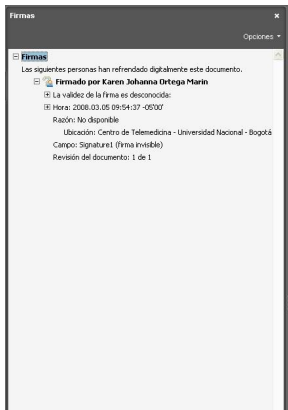 Firmas
Opciones
Firmas
Las siguientes personas han refrendado digitalmente este documento.
Firmado por Karen Johanna Ortega Marin
La validez de la firma es desconocida:
Hora: 2008.03.05 09:54:37 -05'00'
Razón: No disponible
Ubicación: Centro de Telemedicina - Universidad Nacional - Bogotá
Campo: Signature1 (firma invisible)
Revisión del documento: 1 de 1